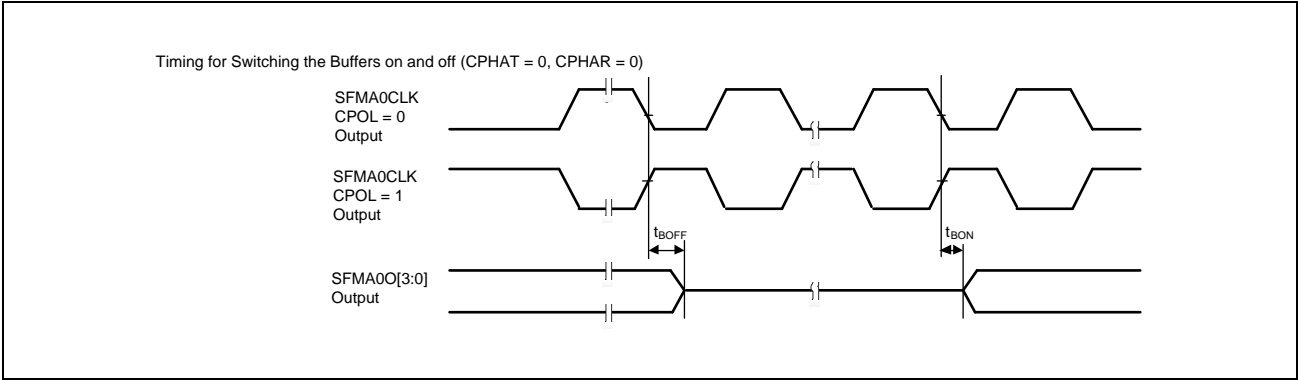 Timing for Switching the Buffers on and off (CPHAT = 0, CPHAR = 0)
SFMA0CLK
CPOL = 0
Output
SFMA0CLK
CPOL = 1
Output
tBOFF
tBON
SFMA0O[3:0]
Output